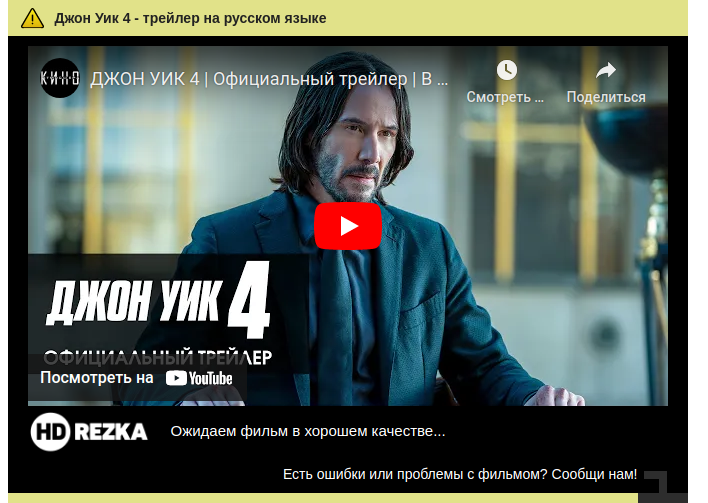 Джон Уик 4 - трейлер на русском языке
КИНО
ДЖОН УИК 4 | Официальный трейлер | В ...
Смотреть ...
Поделиться
ДЖОН УИК 4
ОФИЦИАЛЬНЫЙ ТРЕЙЛЕР
Посмотреть на YouTube
HD REZKA
Ожидаем фильм в хорошем качестве...
Есть ошибки или проблемы с фильмом? Сообщи нам!